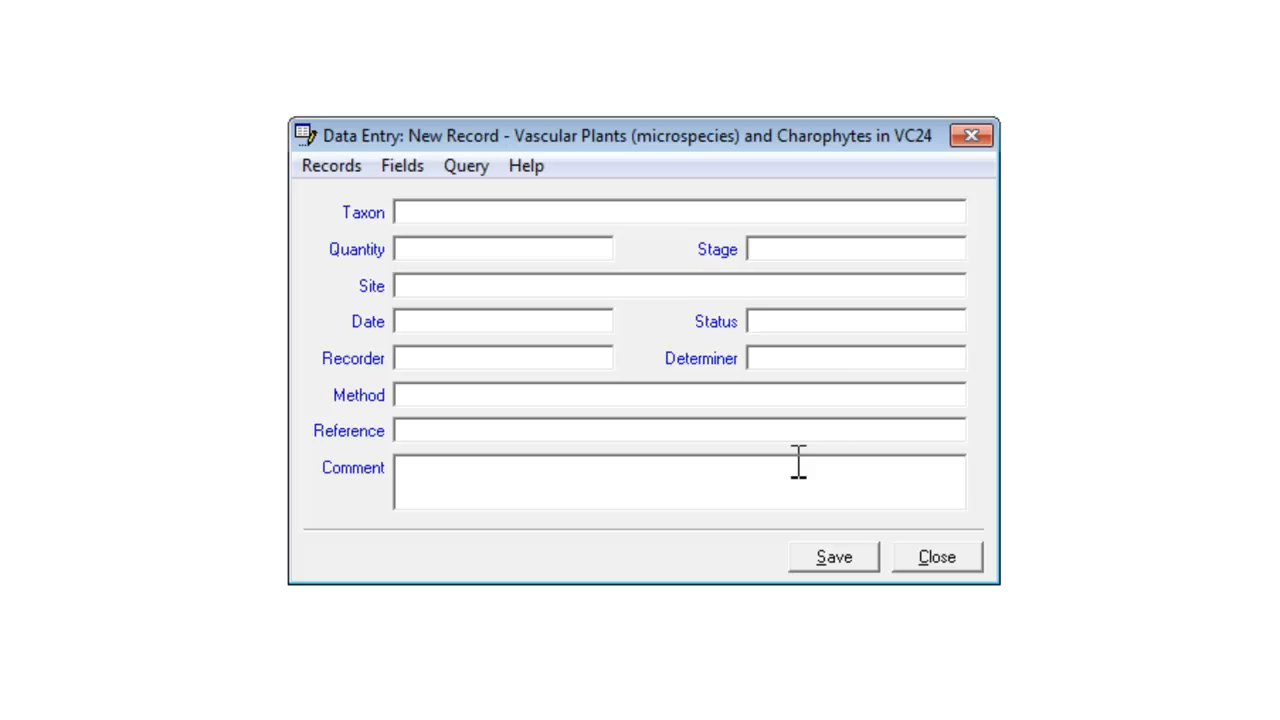 Data Entry: New Record - Vascular Plants (microspecies) and Charophytes in VC24
Records Fields Query Help
Taxon
Quantity Stage
Site
Date Status
Recorder Determiner
Method
Reference
Comment
Save Close